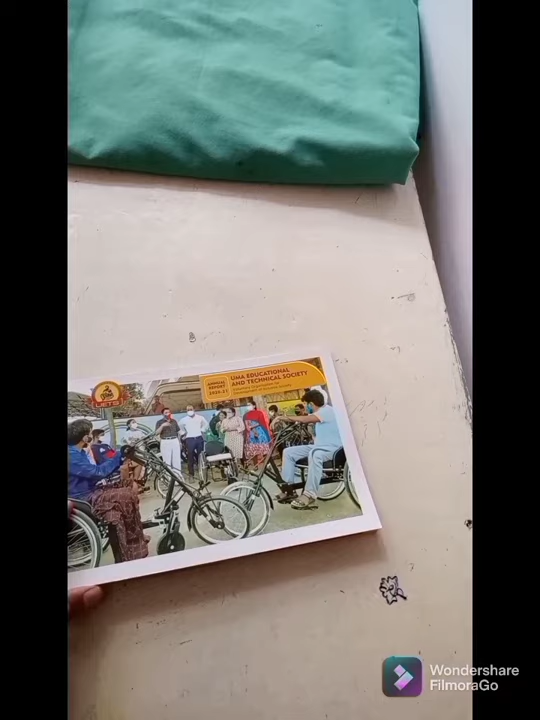 ANNUAL
REPORT
2020-21
UMA EDUCATIONAL
AND TECHNICAL SOCIETY
Wondershare
FilmoraGo